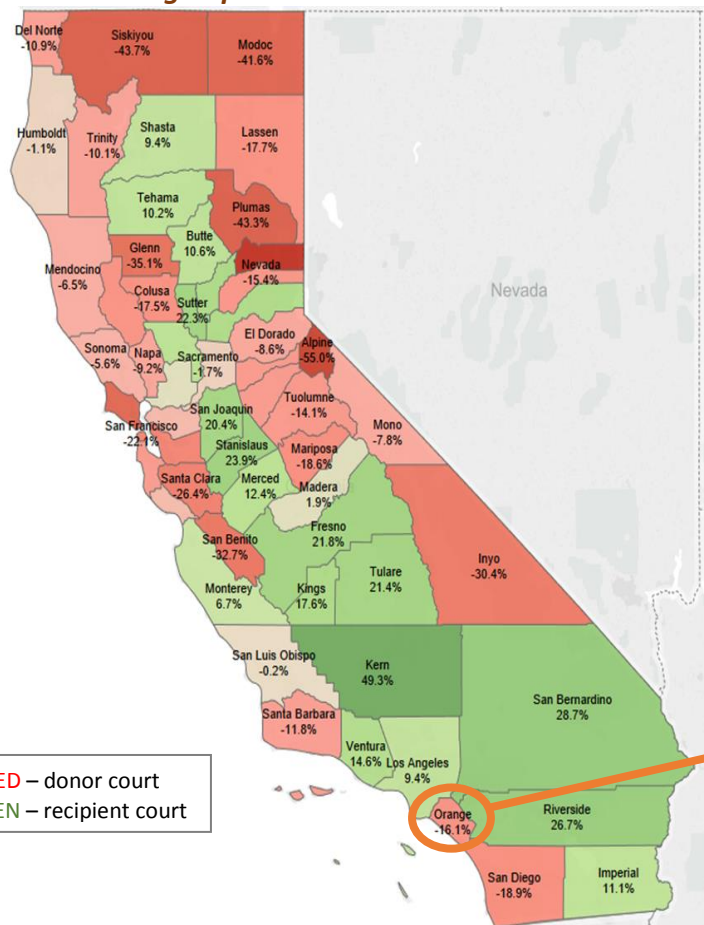 Del Norte
-10.9%
Siskiyou
-43.7%
Modoc
-41.6%
Humboldt
-1.1%
Trinity
-10.1%
Shasta
9.4%
Lassen
-17.7%
Tehama
10.2%
Plumas
-43.3%
Butte
10.6%
Glenn
-35.1%
Mendocino
-6.5%
Nevada
-15.4%
Nevada
Colusa
-17.5%
Sutter
22.3%
El Dorado
-8.6%
Alpine
-55.0%
Sonoma
-5.6%
Napa
-9.2%
Sacramento
-1.7%
Tuolumne
-14.1%
San Joaquin
20.4%
San Francisco
-22.1%
Mono
-7.8%
Stanislaus
23.9%
Mariposa
-18.6%
Santa Clara
-26.4%
Merced
12.4%
Madera
1.9%
Fresno
21.8%
San Benito
-32.7%
Inyo
-30.4%
Monterey
6.7%
Kings
17.6%
Tulare
21.4%
San Luis Obispo
-0.2%
Kern
49.3%
San Bernardino
28.7%
Santa Barbara
-11.8%
Ventura
14.6%
Los Angeles
9.4%
ED – donor court
EN – recipient court
Orange
-16.1%
Riverside
26.7%
San Diego
-18.9%
Imperial
11.1%